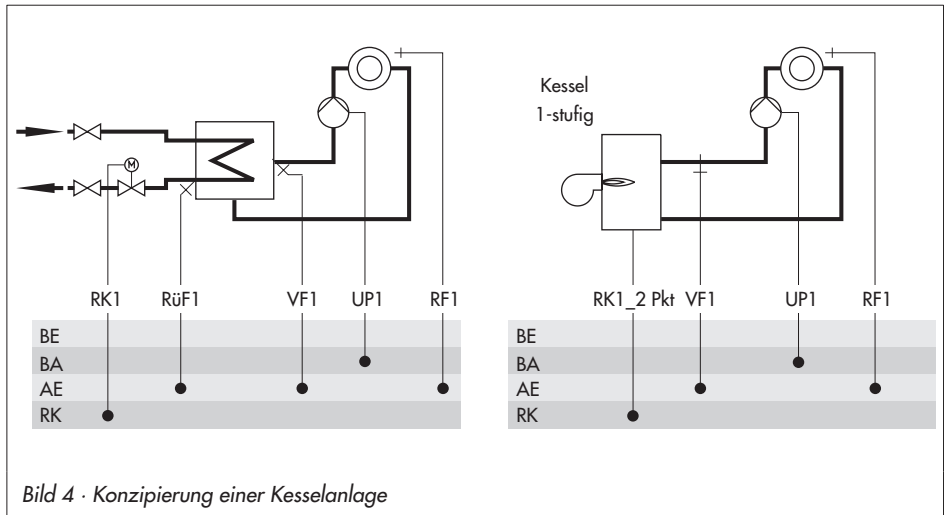 Kessel
1-stufig
M
RK1 RüF1 VF1 UP1 RF1
RK1_2 Pkt VF1 UP1 RF1
BE
BA
AE
RK
BE
BA
AE
RK
Bild 4 · Konzipierung einer Kesselanlage